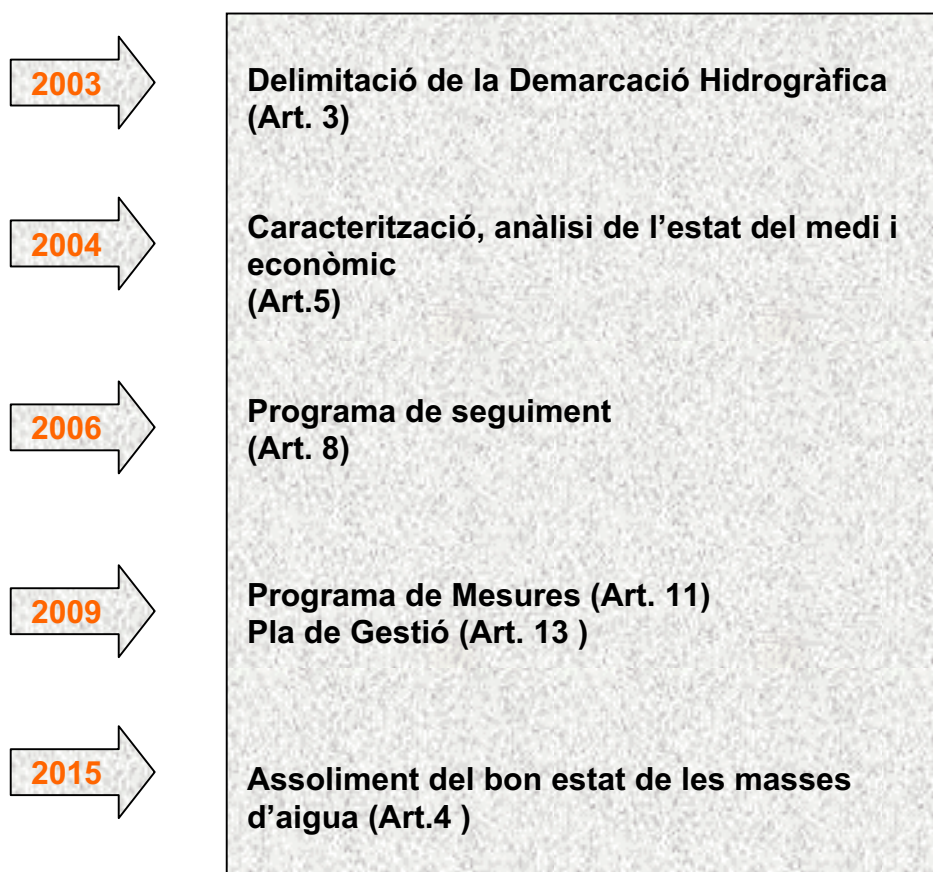 2003
Delimitació de la Demarcació Hidrogràfica
(Art. 3)
2004
Caracterització, anàlisi de l’estat del medi i
econòmic
(Art.5)
2006
Programa de seguiment
(Art. 8)
2009
Programa de Mesures (Art. 11)
Pla de Gestió (Art. 13 )
2015
Assoliment del bon estat de les masses
d’aigua (Art.4 )